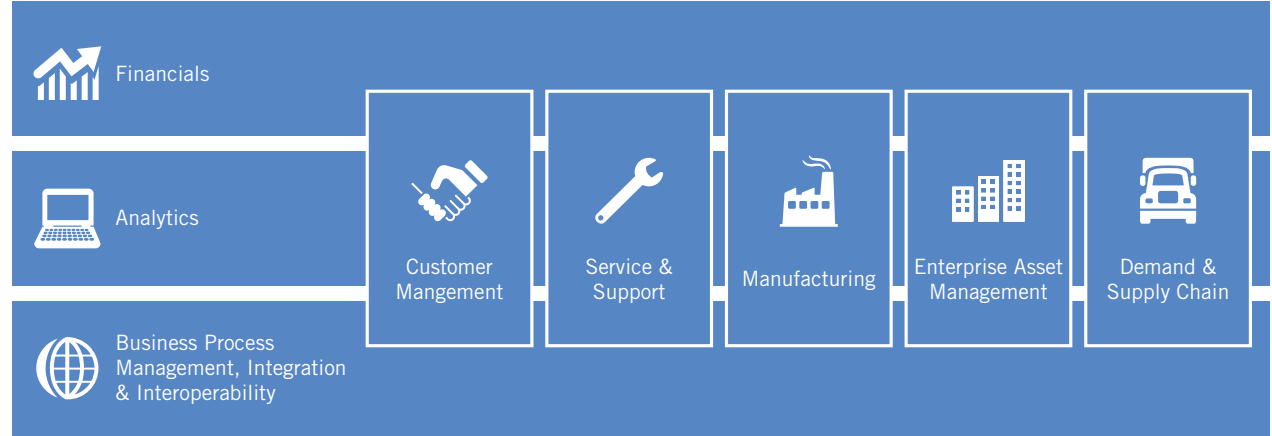 Financials
Analytics
Business Process
Management, Integration
& Interoperability
Customer
Mangement
Service &
Support
Manufacturing
Enterprise Asset
Management
Demand &
Supply Chain